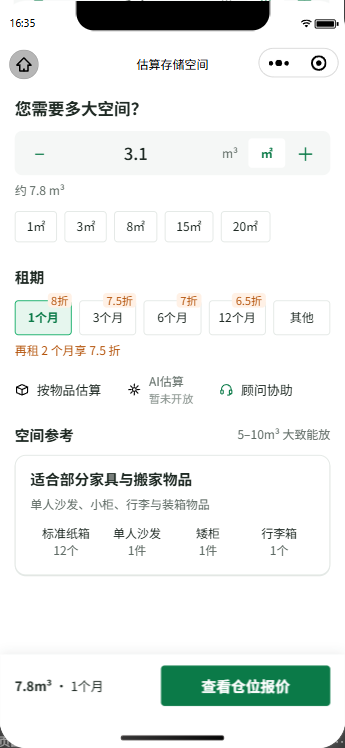 16:35
估算存储空间
您需要多大空间？
− 3.1 m³ ㎡ +
约 7.8 m³
1㎡ 3㎡ 8㎡ 15㎡ 20㎡
租期
8折 7.5折 7折 6.5折
1个月 3个月 6个月 12个月 其他
再租 2 个月享 7.5 折
按物品估算 AI估算 顾问协助
暂未开放
空间参考 5–10m³ 大致能放
适合部分家具与搬家物品
单人沙发、小柜、行李与装箱物品
标准纸箱 单人沙发 矮柜 行李箱
12个 1件 1件 1个
7.8m³ · 1个月 查看仓位报价